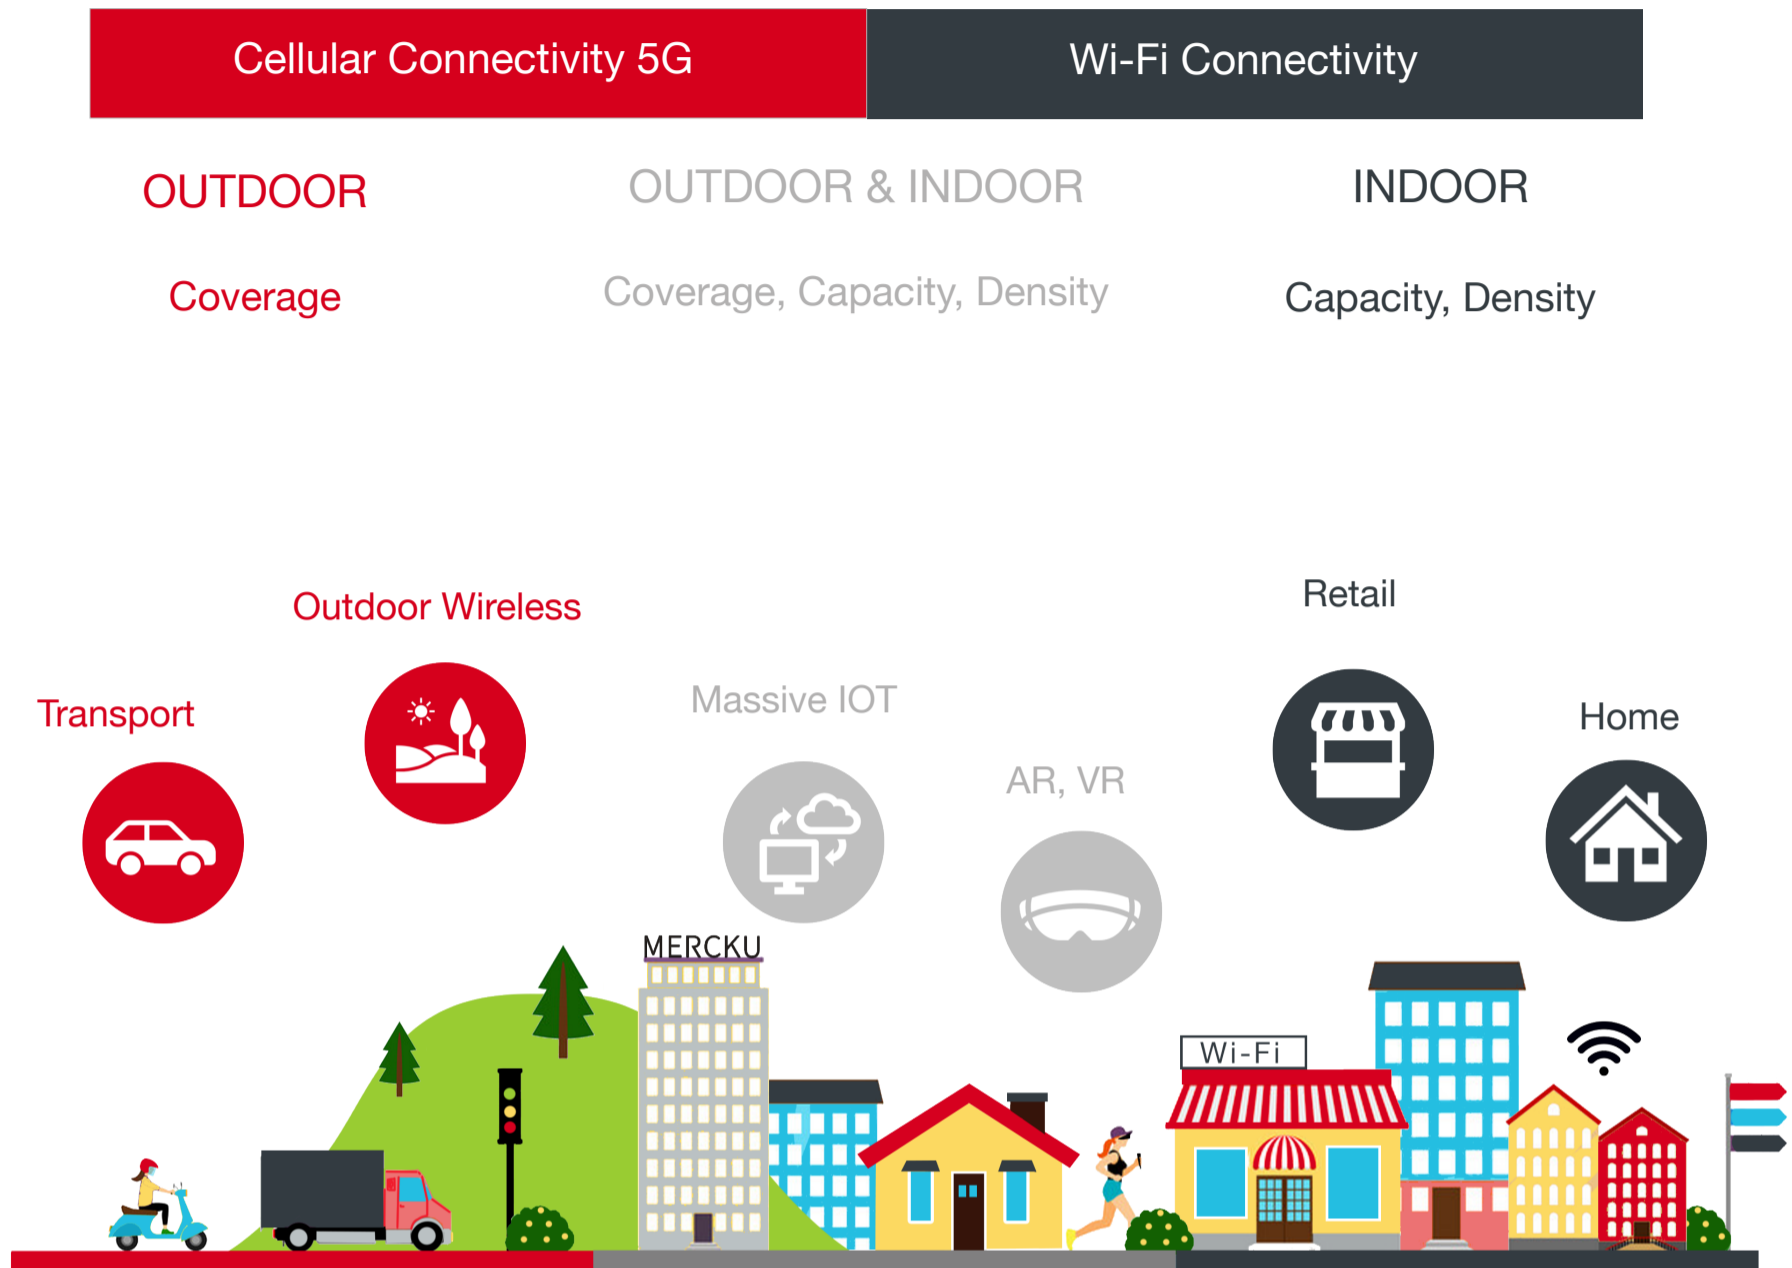 Cellular Connectivity 5G
Wi-Fi Connectivity
OUTDOOR
OUTDOOR & INDOOR
INDOOR
Coverage
Coverage, Capacity, Density
Capacity, Density
Outdoor Wireless
Retail
Transport
Massive IOT
Home
AR, VR
MERCKU
Wi-Fi